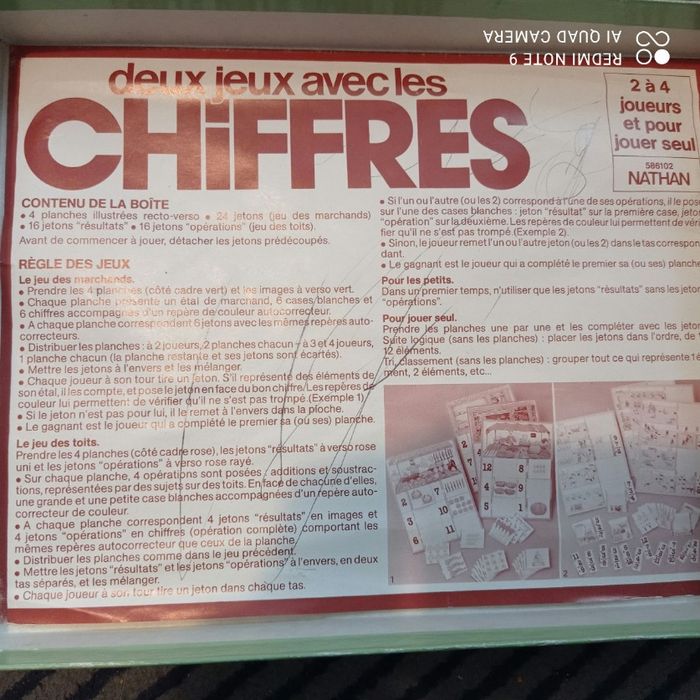 REDMI NOTE 9
AI QUAD CAMERA
deux jeux avec les
CHiFFRES
2 à 4
joueurs
et pour
jouer seul
586102
NATHAN
CONTENU DE LA BOÎTE
• 4 planches illustrées recto-verso • 24 jetons (jeu des marchands)
• 16 jetons "résultats" • 16 jetons "opérations" (jeu des toits).
Avant de commencer à jouer, détacher les jetons prédécoupés.
RÈGLE DES JEUX
Le jeu des marchands.
• Prendre les 4 planches (côté cadre vert) et les images à verso vert.
• Chaque planche présente un étal de marchand, 6 cases blanches et
6 chiffres accompagnés d'un repère de couleur autocorrecteur.
• A chaque planche correspondent 6 jetons avec les mêmes repères auto-
correcteurs.
• Distribuer les planches : à 2 joueurs, 2 planches chacun – à 3 et 4 joueurs,
1 planche chacun (la planche restante et ses jetons sont écartés).
• Mettre les jetons à l'envers et les mélanger.
• Chaque joueur à son tour tire un jeton. S'il représente des éléments de
son étal, il les compte, et pose le jeton en face du bon chiffre. Les repères de
couleur lui permettent de vérifier qu'il ne s'est pas trompé. (Exemple 1)
• Si le jeton n'est pas pour lui, il le remet à l'envers dans la pioche.
• Le gagnant est le joueur qui a complété le premier sa (ou ses) planche.
Le jeu des toits.
Prendre les 4 planches (côté cadre rose), les jetons "résultats" à verso rose
uni et les jetons "opérations" à verso rose rayé.
• Sur chaque planche, 4 opérations sont posées : additions et soustrac-
tions, représentées par des sujets sur des toits. En face de chacune d'elles,
une grande et une petite case blanches accompagnées d'un repère auto-
correcteur de couleur.
• A chaque planche correspondent 4 jetons "résultats" en images et
4 jetons "opérations" en chiffres (opération complète) comportant les
mêmes repères autocorrecteur que ceux de la planche.
• Distribuer les planches comme dans le jeu précédent.
• Mettre les jetons "résultats" et les jetons "opérations" à l'envers, en deux
tas séparés, et les mélanger.
• Chaque joueur à son tour tire un jeton dans chaque tas.
• Si l'un ou l'autre (ou les 2) correspond à l'une de ses opérations, il le pose
sur l'une des cases blanches : jeton "résultat" sur la première case, jeton
"opération" sur la deuxième. Les repères de couleur lui permettent de véri-
fier qu'il ne s'est pas trompé. (Exemple 2).
• Sinon, le joueur remet l'un ou l'autre jeton (ou les 2) dans le tas correspon-
dant.
• Le gagnant est le joueur qui a complété le premier sa (ou ses) planche
Pour les petits.
Dans un premier temps, n'utiliser que les jetons "résultats" sans les jetons
"opérations".
Pour jouer seul.
Prendre les planches une par une et les compléter avec les jetons
Suite logique (sans les planches) : placer les jetons dans l'ordre, de
12 éléments.
Tri, classement (sans les planches) : grouper tout ce qui représente 1
ment, 2 éléments, etc...
1
2